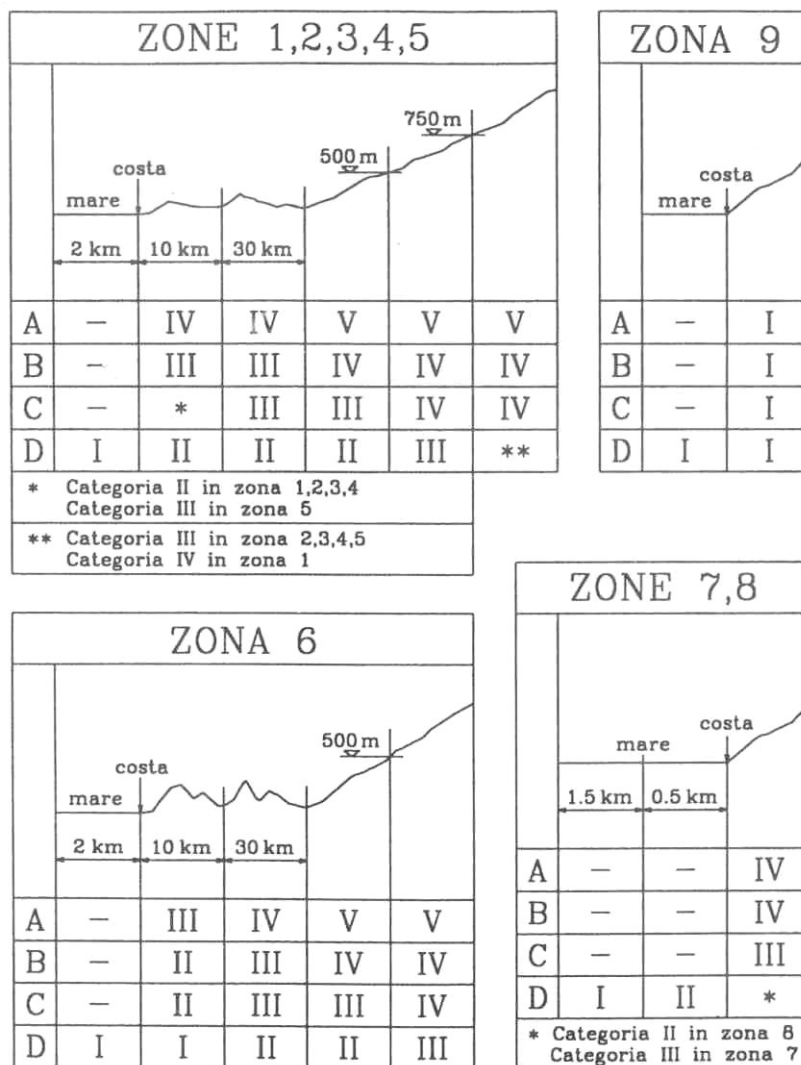 ZONE 1,2,3,4,5
750 m
500 m
costa
mare
2 km 10 km 30 km
A – IV IV V V V
B – III III IV IV IV
C – * III III IV IV
D I II II II III **
* Categoria II in zona 1,2,3,4
Categoria III in zona 5
** Categoria III in zona 2,3,4,5
Categoria IV in zona 1
ZONA 9
costa
mare
A – I
B – I
C – I
D I I
ZONA 6
500 m
costa
mare
2 km 10 km 30 km
A – III IV V V
B – II III IV IV
C – II III III IV
D I I II II III
ZONE 7,8
costa
mare
1.5 km 0.5 km
A – – IV
B – – IV
C – – III
D I II *
* Categoria II in zona 8
Categoria III in zona 7